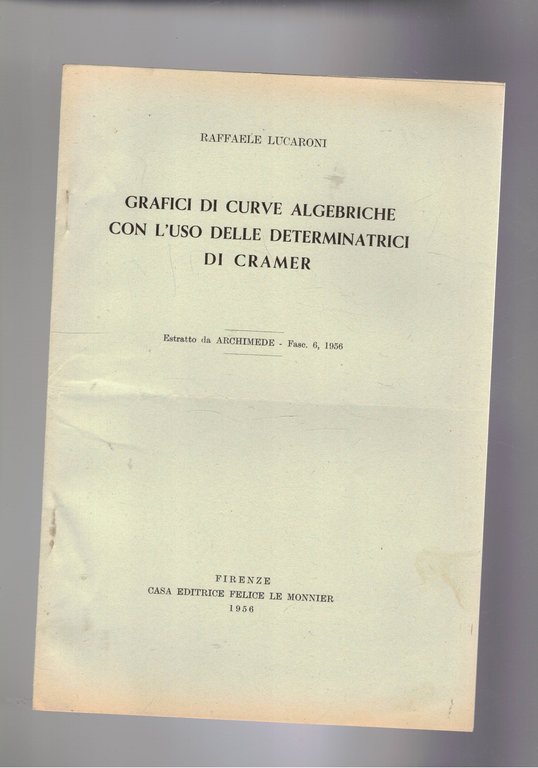 RAFFAELE LUCARONI
GRAFICI DI CURVE ALGEBRICHE
CON L'USO DELLE DETERMINATRICI
DI CRAMER
Estratto da ARCHIMEDE - Fasc. 6, 1956
FIRENZE
CASA EDITRICE FELICE LE MONNIER
1956